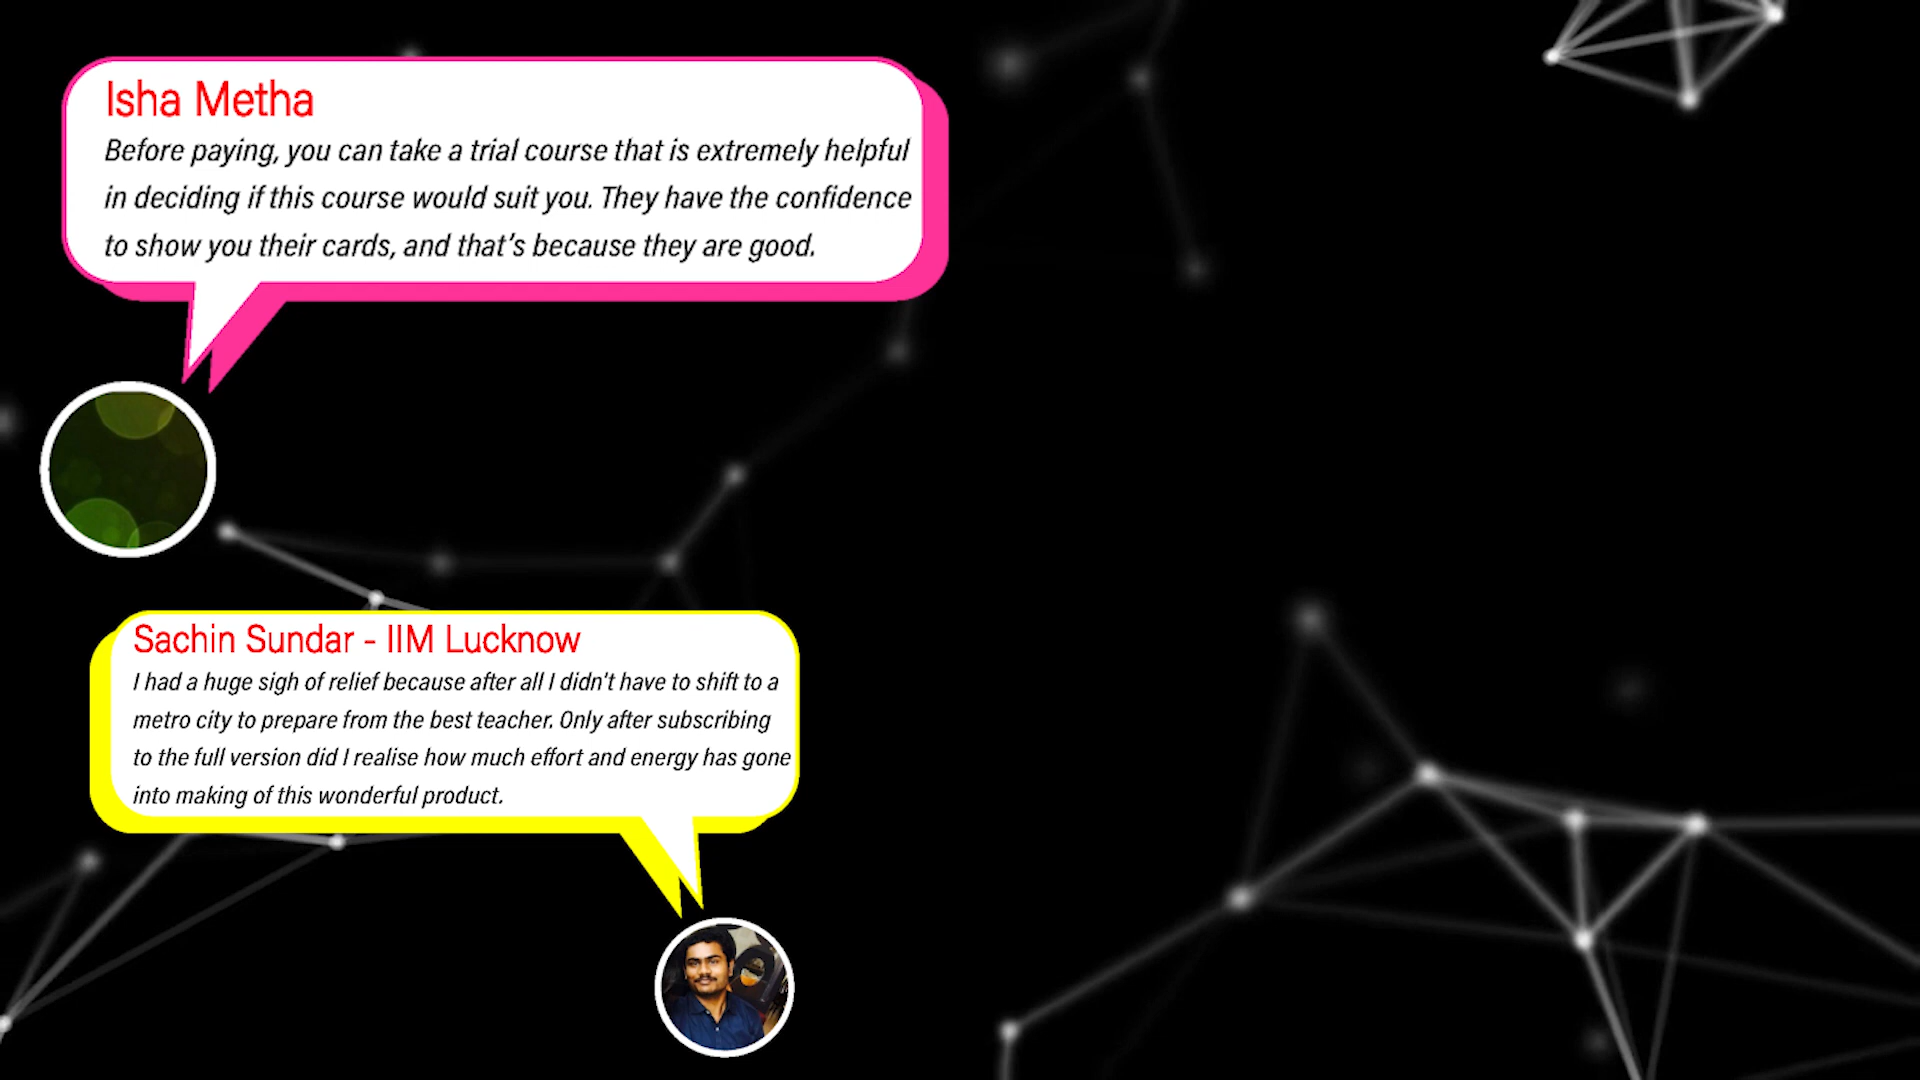 Isha Metha
Before paying, you can take a trial course that is extremely helpful
in deciding if this course would suit you. They have the confidence
to show you their cards, and that's because they are good.
Sachin Sundar - IIM Lucknow
I had a huge sigh of relief because after all I didn't have to shift to a
metro city to prepare from the best teacher. Only after subscribing
to the full version did I realise how much effort and energy has gone
into making of this wonderful product.